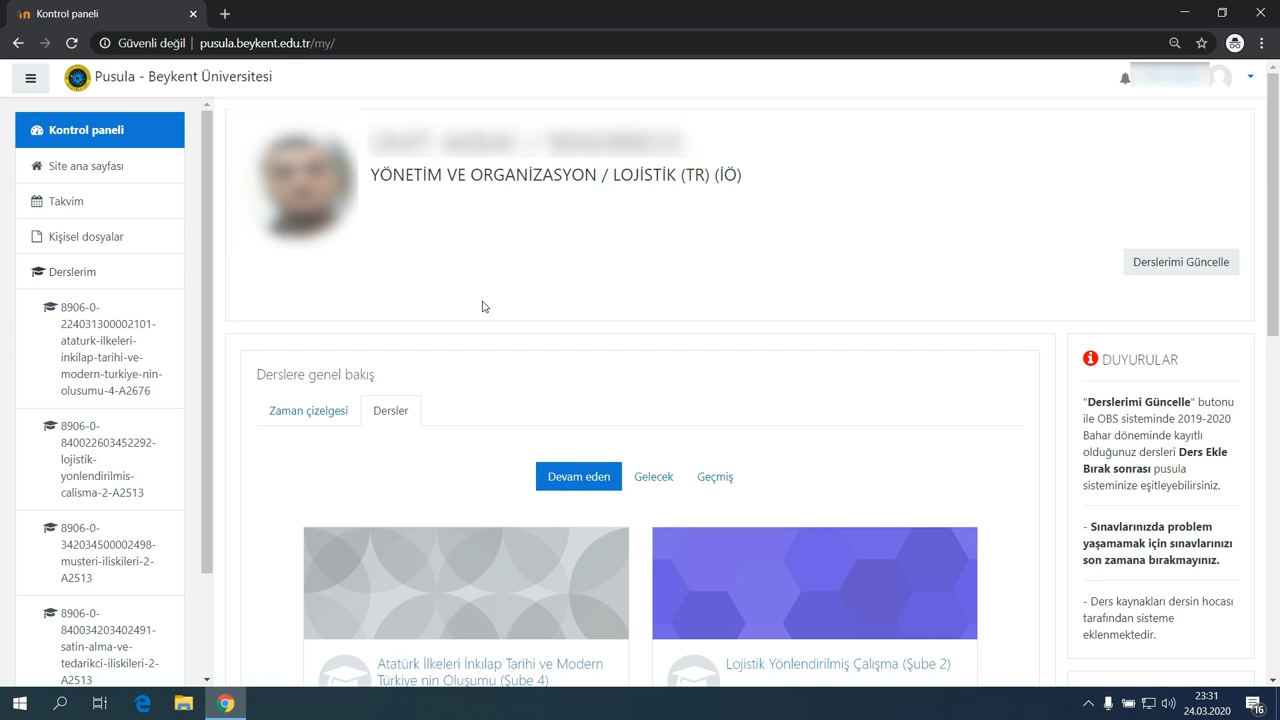 Kontrol paneli
Güvenli değil
pusula.beykent.edu.tr/my/
Pusula - Beykent Üniversitesi
Kontrol paneli
Site ana sayfası
Takvim
Kişisel dosyalar
Derslerim
8906-0-
224031300002101-
ataturk-ilkeleri-
inkilap-tarihi-ve-
modern-turkiye-nin-
olusumu-4-A2676
8906-0-
840022603452292-
lojistik-
yonlendirilmis-
calisma-2-A2513
8906-0-
342034500002498-
musteri-iliskileri-2-
A2513
8906-0-
840034203402491-
satin-alma-ve-
tedarikci-iliskileri-2-
A2513
YÖNETİM VE ORGANİZASYON / LOJİSTİK (TR) (İÖ)
Derslerimi Güncelle
Derslere genel bakış
Zaman çizelgesi
Dersler
Devam eden
Gelecek
Geçmiş
Atatürk İlkeleri İnkılap Tarihi ve Modern
Türkiye nin Oluşumu (Şube 4)
Lojistik Yönlendirilmiş Çalışma (Şube 2)
DUYURULAR
"Derslerimi Güncelle" butonu
ile OBS sisteminde 2019-2020
Bahar döneminde kayıtlı
olduğunuz dersleri Ders Ekle
Bırak sonrası pusula
sisteminize eşitleyebilirsiniz.
- Sınavlarınızda problem
yaşamamak için sınavlarınızı
son zamana bırakmayınız.
- Ders kaynakları dersin hocası
tarafından sisteme
eklenmektedir.
23:31
24.03.2020
16